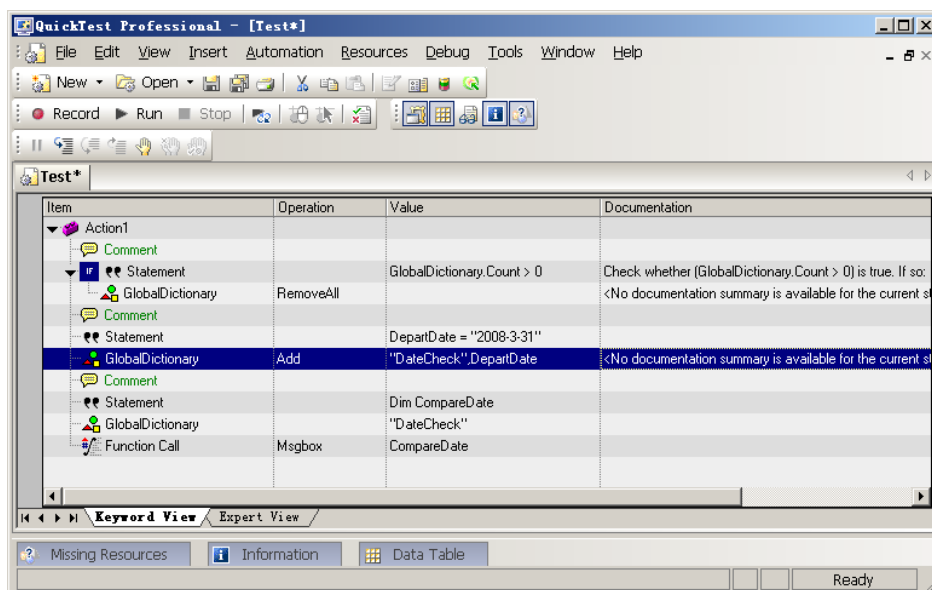 QuickTest Professional - [Test*]
File Edit View Insert Automation Resources Debug Tools Window Help
New Open
Record Run Stop
Test*
Item Operation Value Documentation
Action1
Comment
IF Statement GlobalDictionary.Count > 0 Check whether (GlobalDictionary.Count > 0) is true. If so:
GlobalDictionary RemoveAll <No documentation summary is available for the current
Comment
Statement DepartDate = "2008-3-31"
GlobalDictionary Add "DateCheck",DepartDate <No documentation summary is available for the current
Comment
Statement Dim CompareDate
GlobalDictionary "DateCheck"
Function Call Msgbox CompareDate
Keyword View Expert View
Missing Resources Information Data Table
Ready